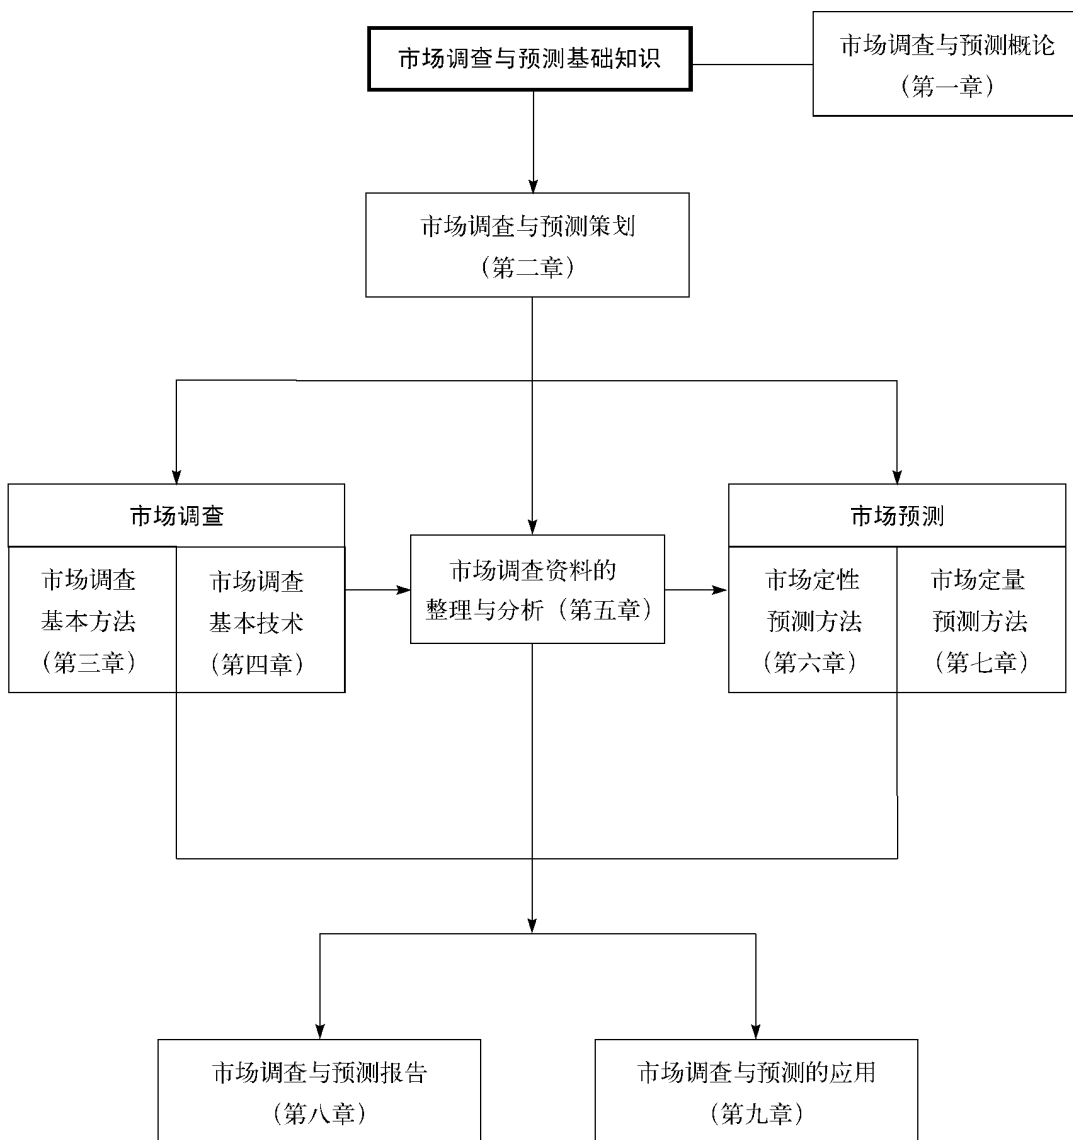 市场调查与预测基础知识
市场调查与预测概论
（第一章）
市场调查与预测策划
（第二章）
市场调查
市场调查
基本方法
（第三章）
市场调查
基本技术
（第四章）
市场调查资料的
整理与分析（第五章）
市场预测
市场定性
预测方法
（第六章）
市场定量
预测方法
（第七章）
市场调查与预测报告
（第八章）
市场调查与预测的应用
（第九章）